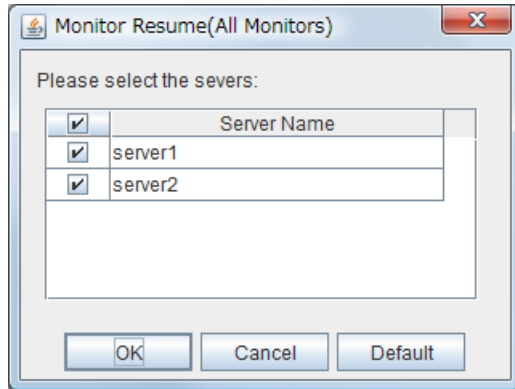 Monitor Resume(All Monitors)
Please select the severs:
Server Name
server1
server2
OK Cancel Default